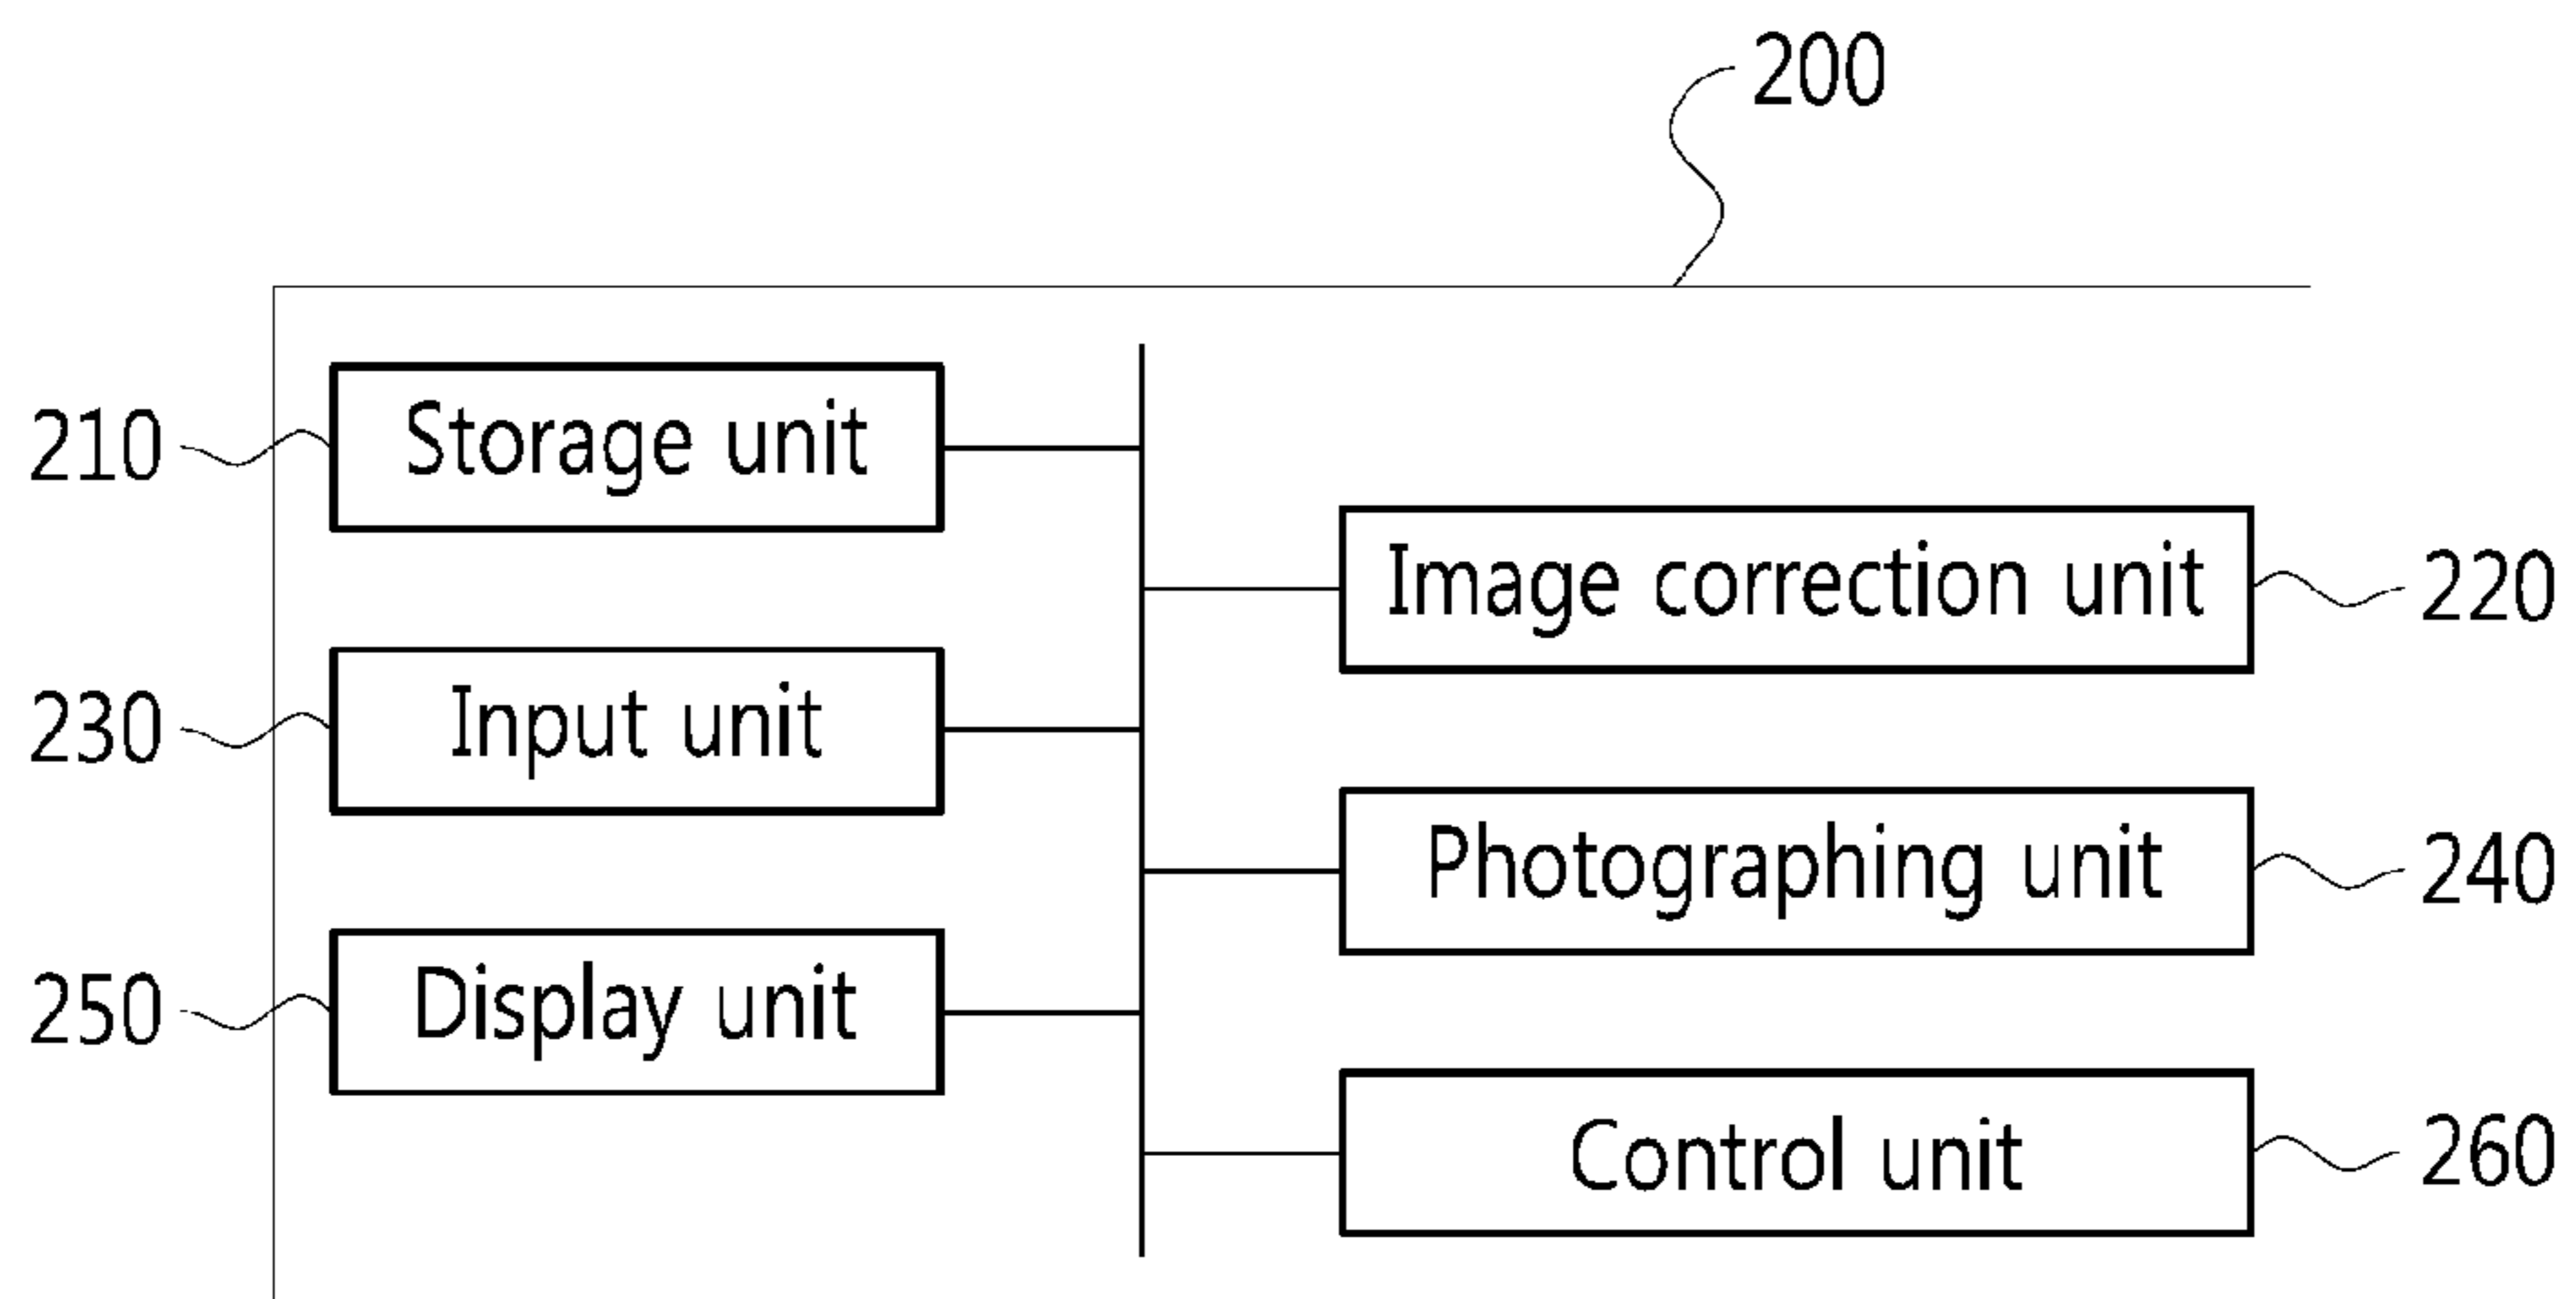 200
210 Storage unit
Image correction unit 220
230 Input unit
Photographing unit 240
250 Display unit
Control unit 260